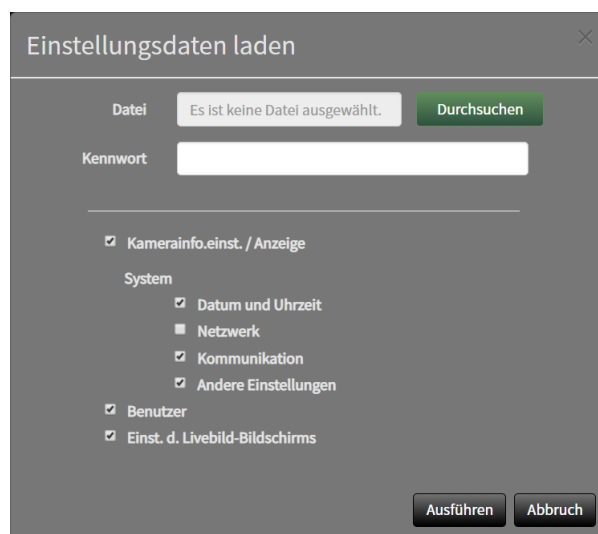 Einstellungsdaten laden
Datei Es ist keine Datei ausgewählt. Durchsuchen
Kennwort
Kamerainfo.einst. / Anzeige
System
Datum und Uhrzeit
Netzwerk
Kommunikation
Andere Einstellungen
Benutzer
Einst. d. Livebild-Bildschirms
Ausführen Abbruch